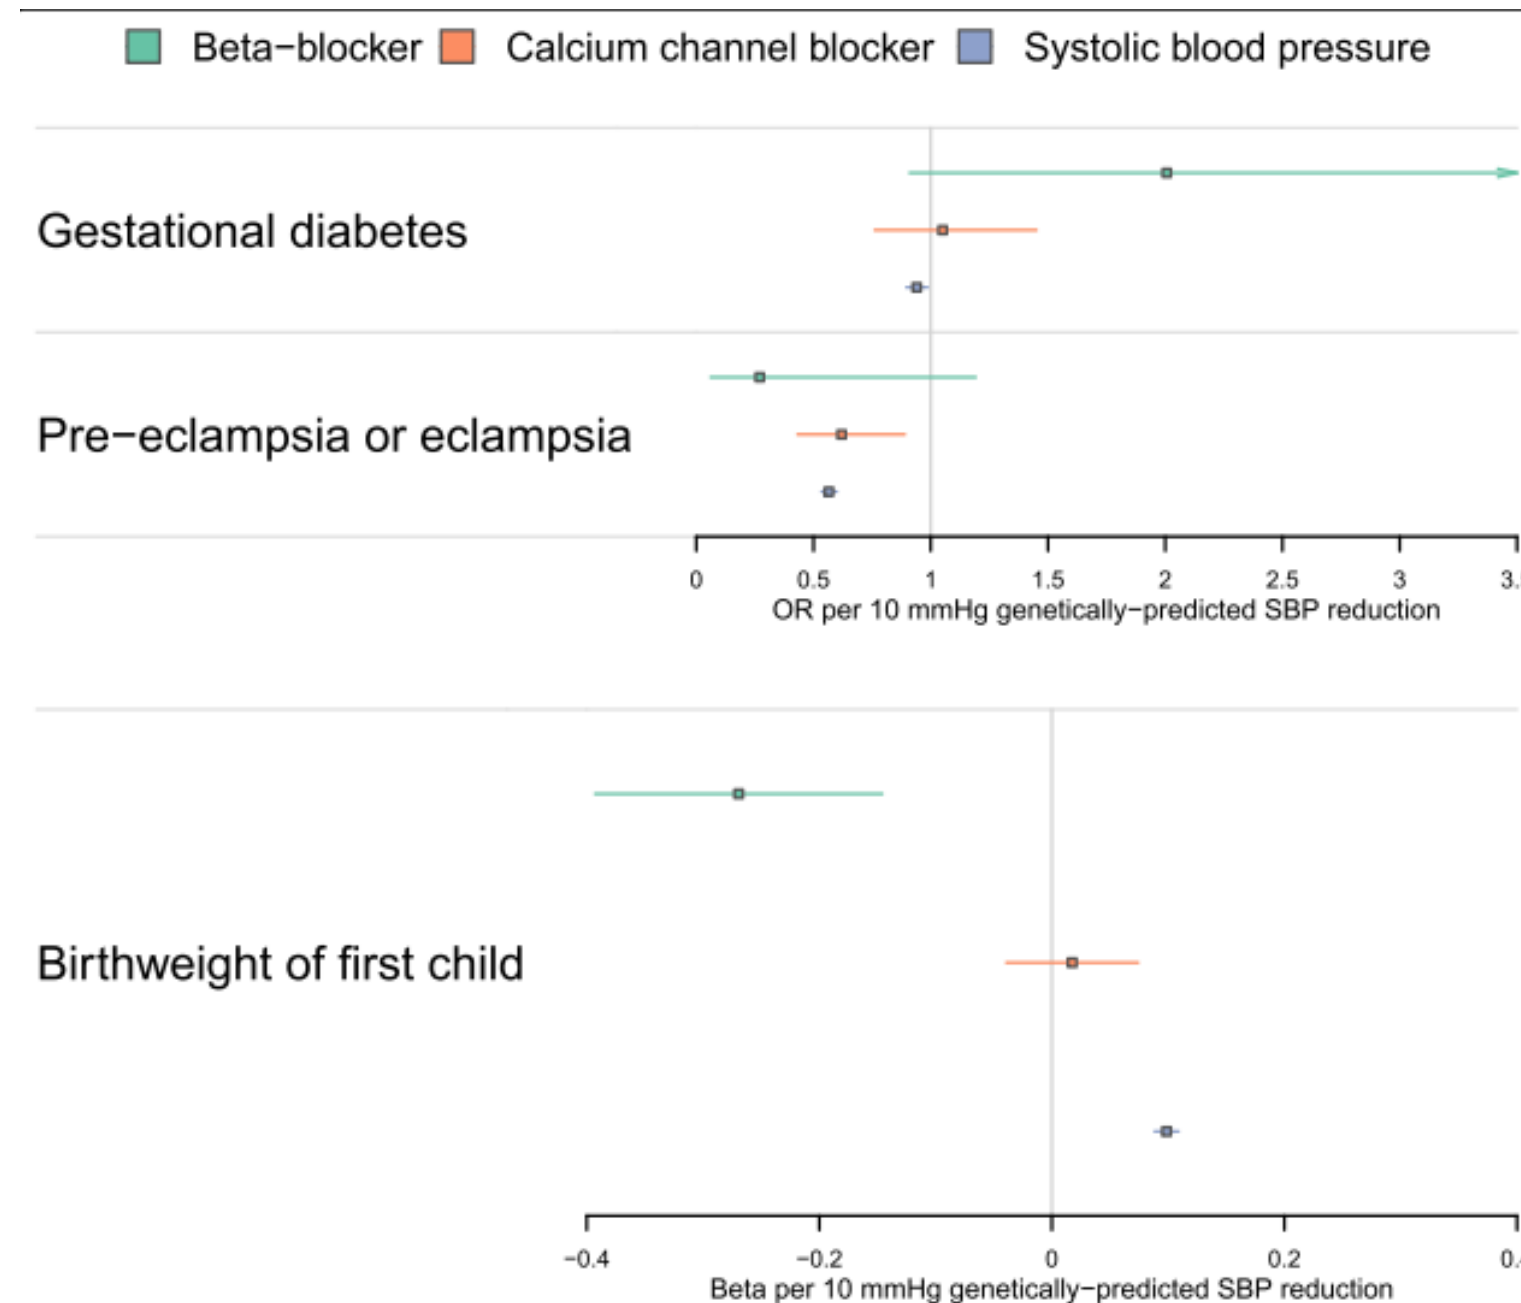 Beta−blocker Calcium channel blocker Systolic blood pressure
Gestational diabetes
Pre−eclampsia or eclampsia
0 0.5 1 1.5 2 2.5 3
OR per 10 mmHg genetically−predicted SBP reduction
Birthweight of first child
−0.4 −0.2 0 0.2
Beta per 10 mmHg genetically−predicted SBP reduction